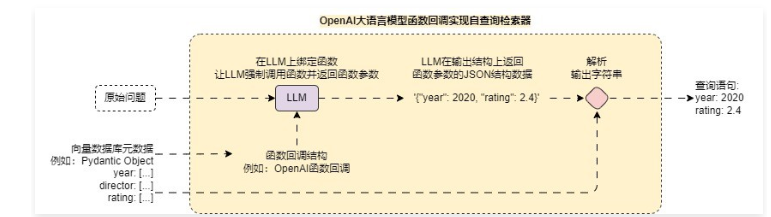 OpenAI大语言模型函数回调实现自查询检索器
在LLM上绑定函数
让LLM强制调用函数并返回函数参数
LLM在输出结构上返回
函数参数的JSON结构数据
解析
输出字符串
原始问题
LLM
'{"year": 2020, "rating": 2.4}'
查询语句:
year: 2020
rating: 2.4
向量数据库元数据
例如：Pydantic Object
year: [...]
director: [...]
rating: [...]
函数回调结构
例如：OpenAI函数回调